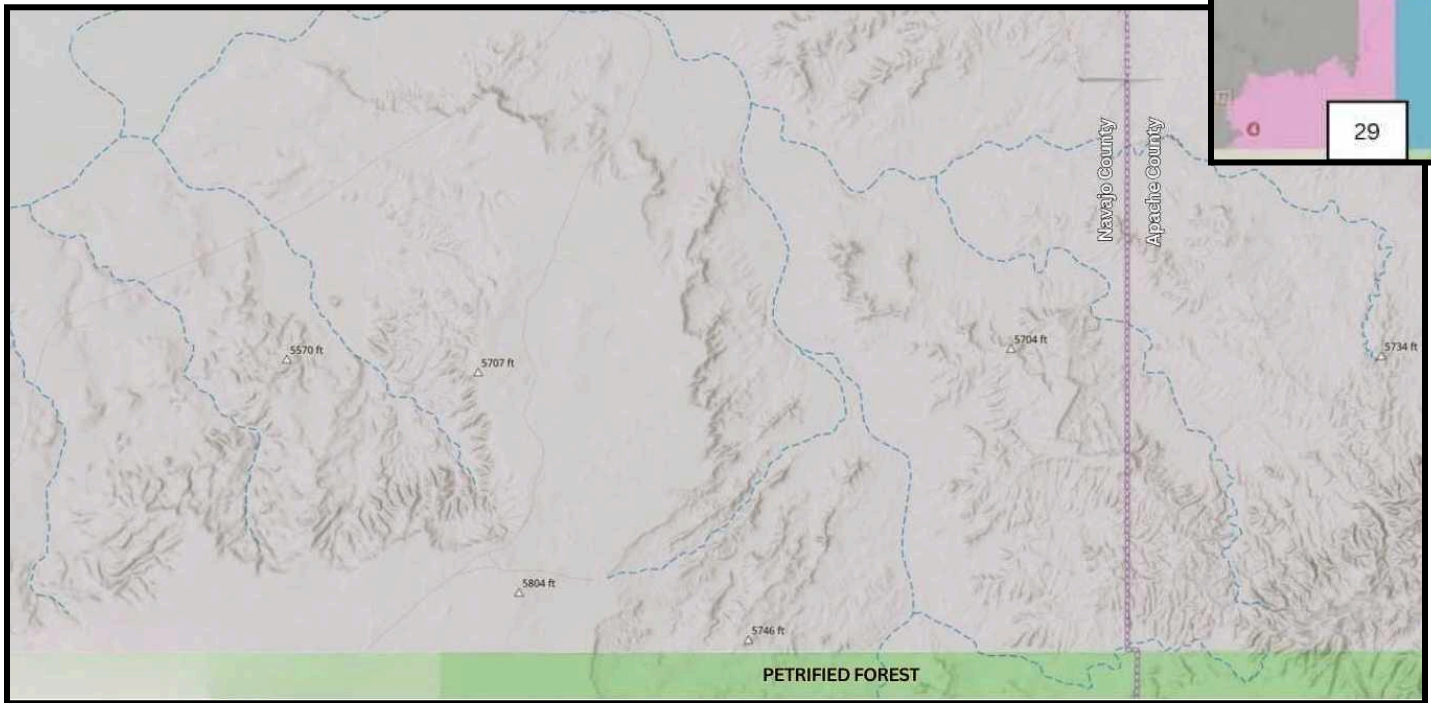 29
77
Navajo County
Apache County
5570 ft
5707 ft
5704 ft
5734 ft
5804 ft
5746 ft
PETRIFIED FOREST